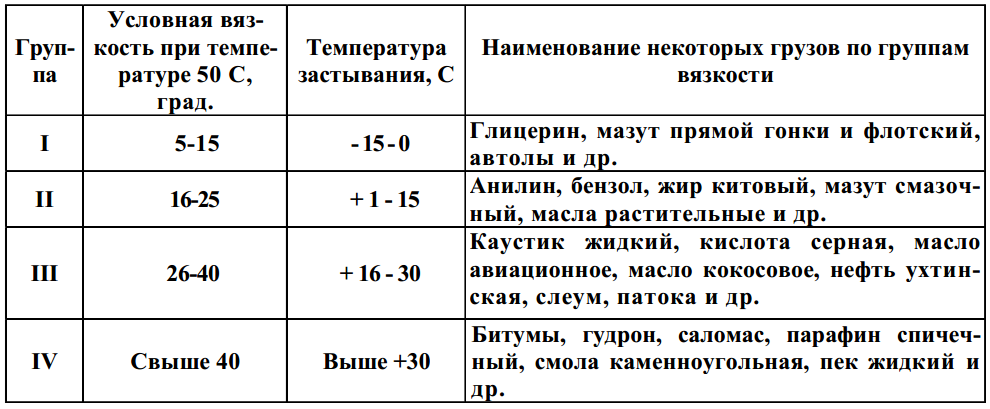 Груп-
па
Условная вяз-
кость при темпе-
ратуре 50 С,
град.
Температура
застывания, С
Наименование некоторых грузов по группам
вязкости
I
5-15
- 15 - 0
Глицерин, мазут прямой гонки и флотский,
автолы и др.
II
16-25
+ 1 - 15
Анилин, бензол, жир китовый, мазут смазоч-
ный, масла растительные и др.
III
26-40
+ 16 - 30
Каустик жидкий, кислота серная, масло
авиационное, масло кокосовое, нефть ухтин-
ская, слеум, патока и др.
IV
Свыше 40
Выше +30
Битумы, гудрон, саломас, парафин спичеч-
ный, смола каменноугольная, пек жидкий и
др.